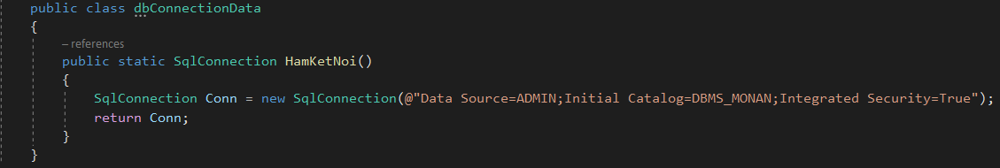 public class dbConnectionData
{
– references
public static SqlConnection HamKetNoi()
{
SqlConnection Conn = new SqlConnection(@"Data Source=ADMIN;Initial Catalog=DBMS_MONAN;Integrated Security=True");
return Conn;
}
}